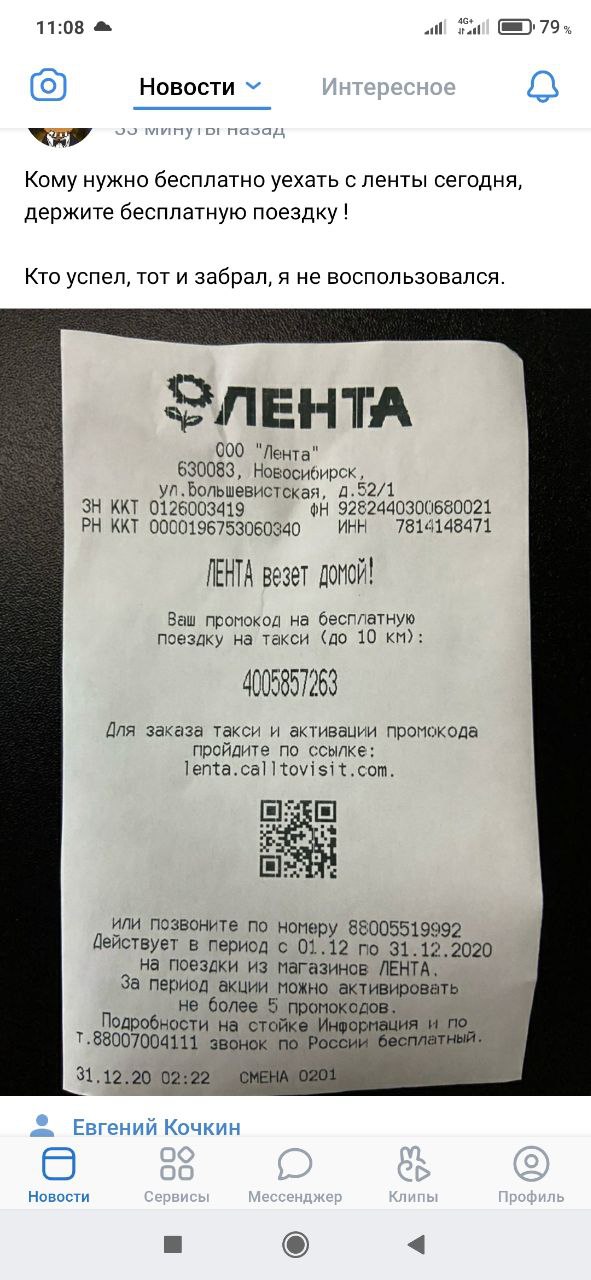 11:08
4G+
79 %
Новости
Интересное
33 минуты назад
Кому нужно бесплатно уехать с ленты сегодня,
держите бесплатную поездку !
Кто успел, тот и забрал, я не воспользовался.
ЛЕНТА
ООО "Лента"
630083, Новосибирск,
ул.Большевистская, д.52/1
ЗН ККТ 0126003419 ФН 9282440300680021
РН ККТ 0000196753060340 ИНН 7814148471
ЛЕНТА везет домой!
Ваш промокод на бесплатную
поездку на такси (до 10 км):
4005857263
Для заказа такси и активации промокода
пройдите по ссылке:
lenta.calltovisit.com.
или позвоните по номеру 88005519992
Действует в период с 01.12 по 31.12.2020
на поездки из магазинов ЛЕНТА.
За период акции можно активировать
не более 5 промокодов.
Подробности на стойке Информация и по
т.88007004111 звонок по России бесплатный.
31.12.20 02:22 СМЕНА 0201
Евгений Кочкин
Новости
Сервисы
Мессенджер
Клипы
Профиль